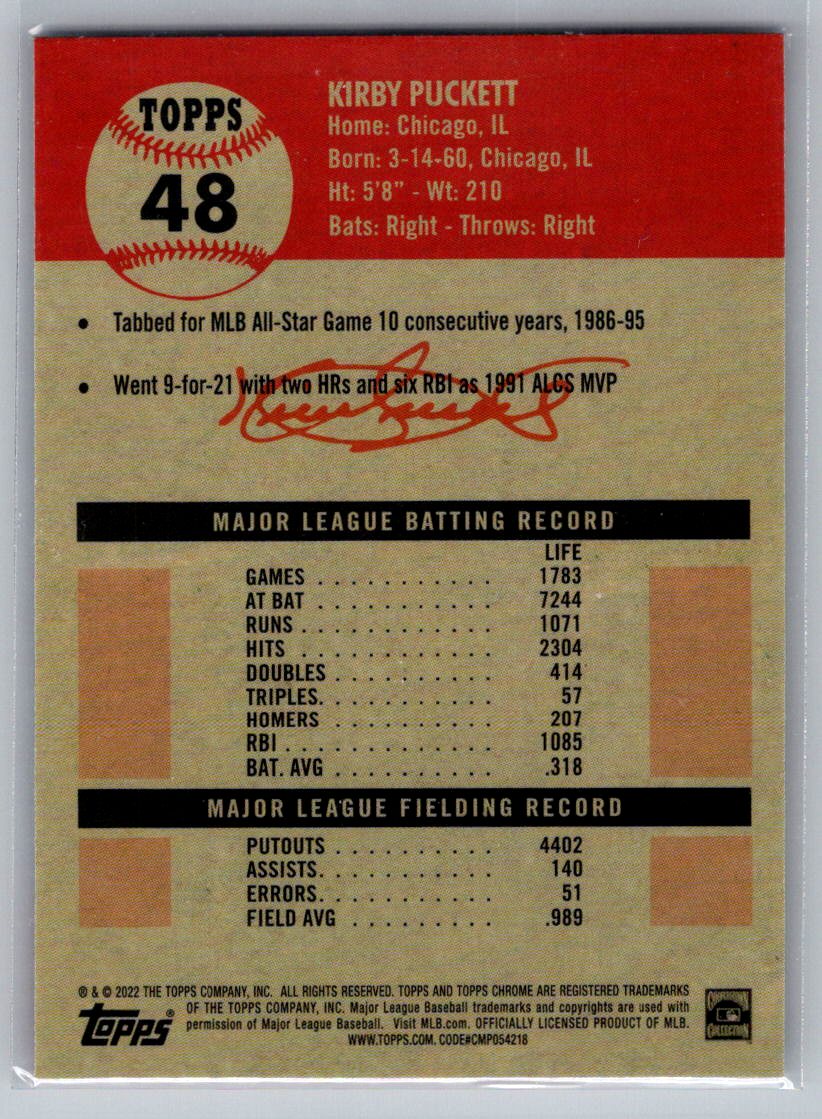 TOPPS
48
KIRBY PUCKETT
Home: Chicago, IL
Born: 3-14-60, Chicago, IL
Ht: 5'8" - Wt: 210
Bats: Right - Throws: Right
• Tabbed for MLB All-Star Game 10 consecutive years, 1986-95
• Went 9-for-21 with two HRs and six RBI as 1991 ALCS MVP
MAJOR LEAGUE BATTING RECORD
LIFE
GAMES . . . . . . . . . . . 1783
AT BAT . . . . . . . . . . . 7244
RUNS . . . . . . . . . . . . 1071
HITS . . . . . . . . . . . . 2304
DOUBLES . . . . . . . . . . 414
TRIPLES. . . . . . . . . . . 57
HOMERS . . . . . . . . . . 207
RBI . . . . . . . . . . . . . 1085
BAT. AVG . . . . . . . . . . .318
MAJOR LEAGUE FIELDING RECORD
PUTOUTS . . . . . . . . . . 4402
ASSISTS. . . . . . . . . . . 140
ERRORS. . . . . . . . . . . 51
FIELD AVG . . . . . . . . . .989
® & © 2022 THE TOPPS COMPANY, INC. ALL RIGHTS RESERVED. TOPPS AND TOPPS CHROME ARE REGISTERED TRADEMARKS
OF THE TOPPS COMPANY, INC. Major League Baseball trademarks and copyrights are used with
permission of Major League Baseball. Visit MLB.com. OFFICIALLY LICENSED PRODUCT OF MLB.
WWW.TOPPS.COM. CODE#CMP054218
Topps®
COOPERSTOWN
COLLECTION